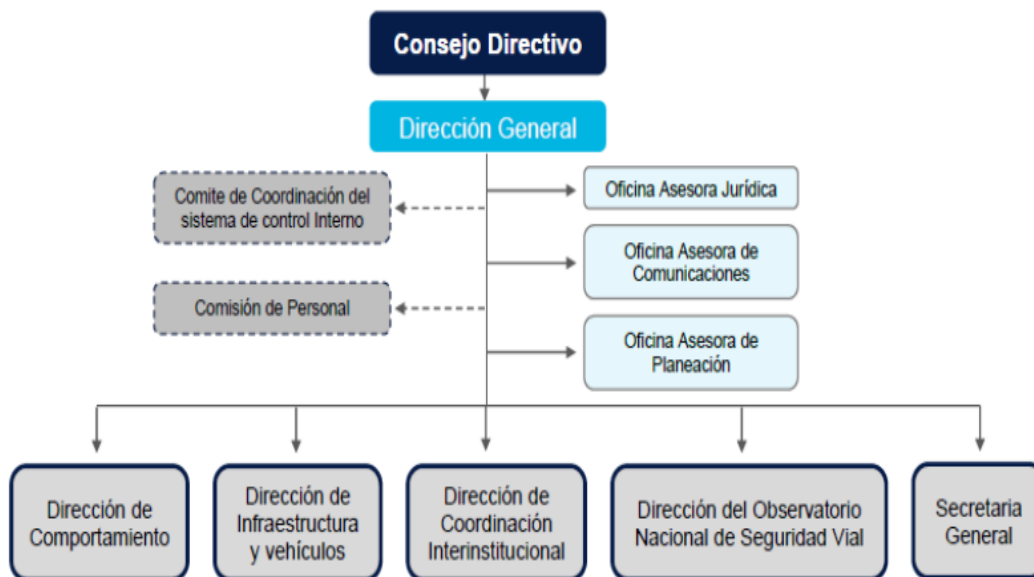 Consejo Directivo
Dirección General
Comite de Coordinación del
sistema de control Interno
Oficina Asesora Jurídica
Oficina Asesora de
Comunicaciones
Comisión de Personal
Oficina Asesora de
Planeación
Dirección de
Comportamiento
Dirección de
Infraestructura
y vehículos
Dirección de
Coordinación
Interinstitucional
Dirección del Observatorio
Nacional de Seguridad Vial
Secretaria
General